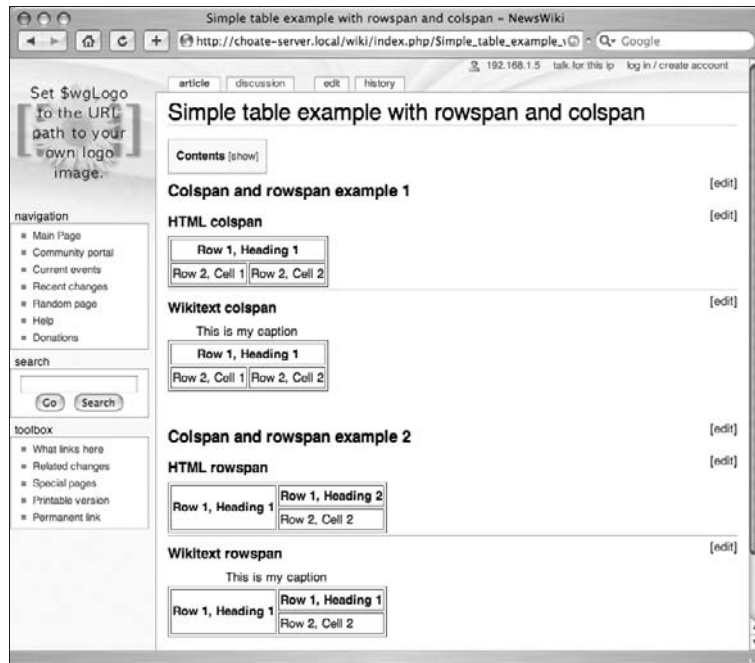 Simple table example with rowspan and colspan – NewsWiki
http://choate-server.local/wiki/index.php/Simple_table_example_
Google
192.168.1.5 talk for this ip log in / create account
article discussion edit history
Set $wgLogo
to the URL
path to your
own logo
image.
Simple table example with rowspan and colspan
Contents [show]
Colspan and rowspan example 1 [edit]
HTML colspan [edit]
Row 1, Heading 1
Row 2, Cell 1 Row 2, Cell 2
Wikitext colspan [edit]
This is my caption
Row 1, Heading 1
Row 2, Cell 1 Row 2, Cell 2
Colspan and rowspan example 2 [edit]
HTML rowspan [edit]
Row 1, Heading 1 Row 1, Heading 2
Row 2, Cell 2
Wikitext rowspan [edit]
This is my caption
Row 1, Heading 1 Row 1, Heading 1
Row 2, Cell 2
navigation
Main Page
Community portal
Current events
Recent changes
Random page
Help
Donations
search
Go Search
toolbox
What links here
Related changes
Special pages
Printable version
Permanent link